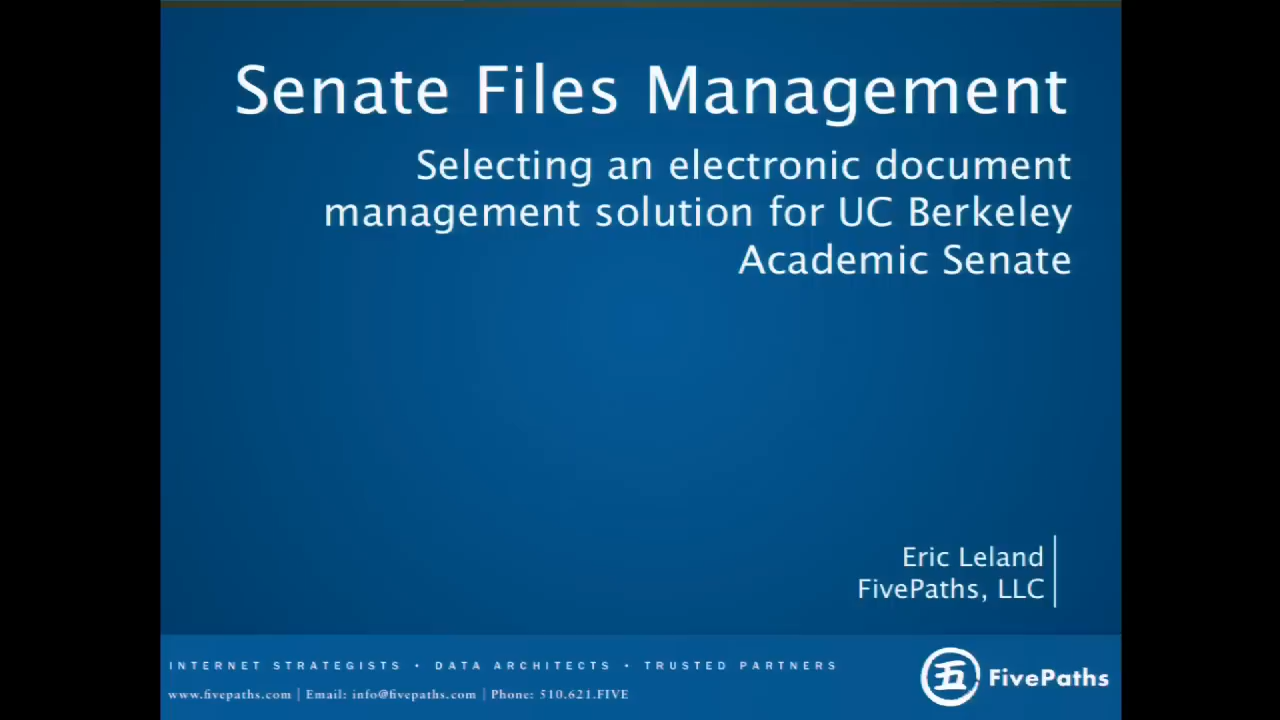 Senate Files Management
Selecting an electronic document
management solution for UC Berkeley
Academic Senate
Eric Leland
FivePaths, LLC
INTERNET STRATEGISTS • DATA ARCHITECTS • TRUSTED PARTNERS
www.fivepaths.com | Email: info@fivepaths.com | Phone: 510.621.FIVE
五 FivePaths